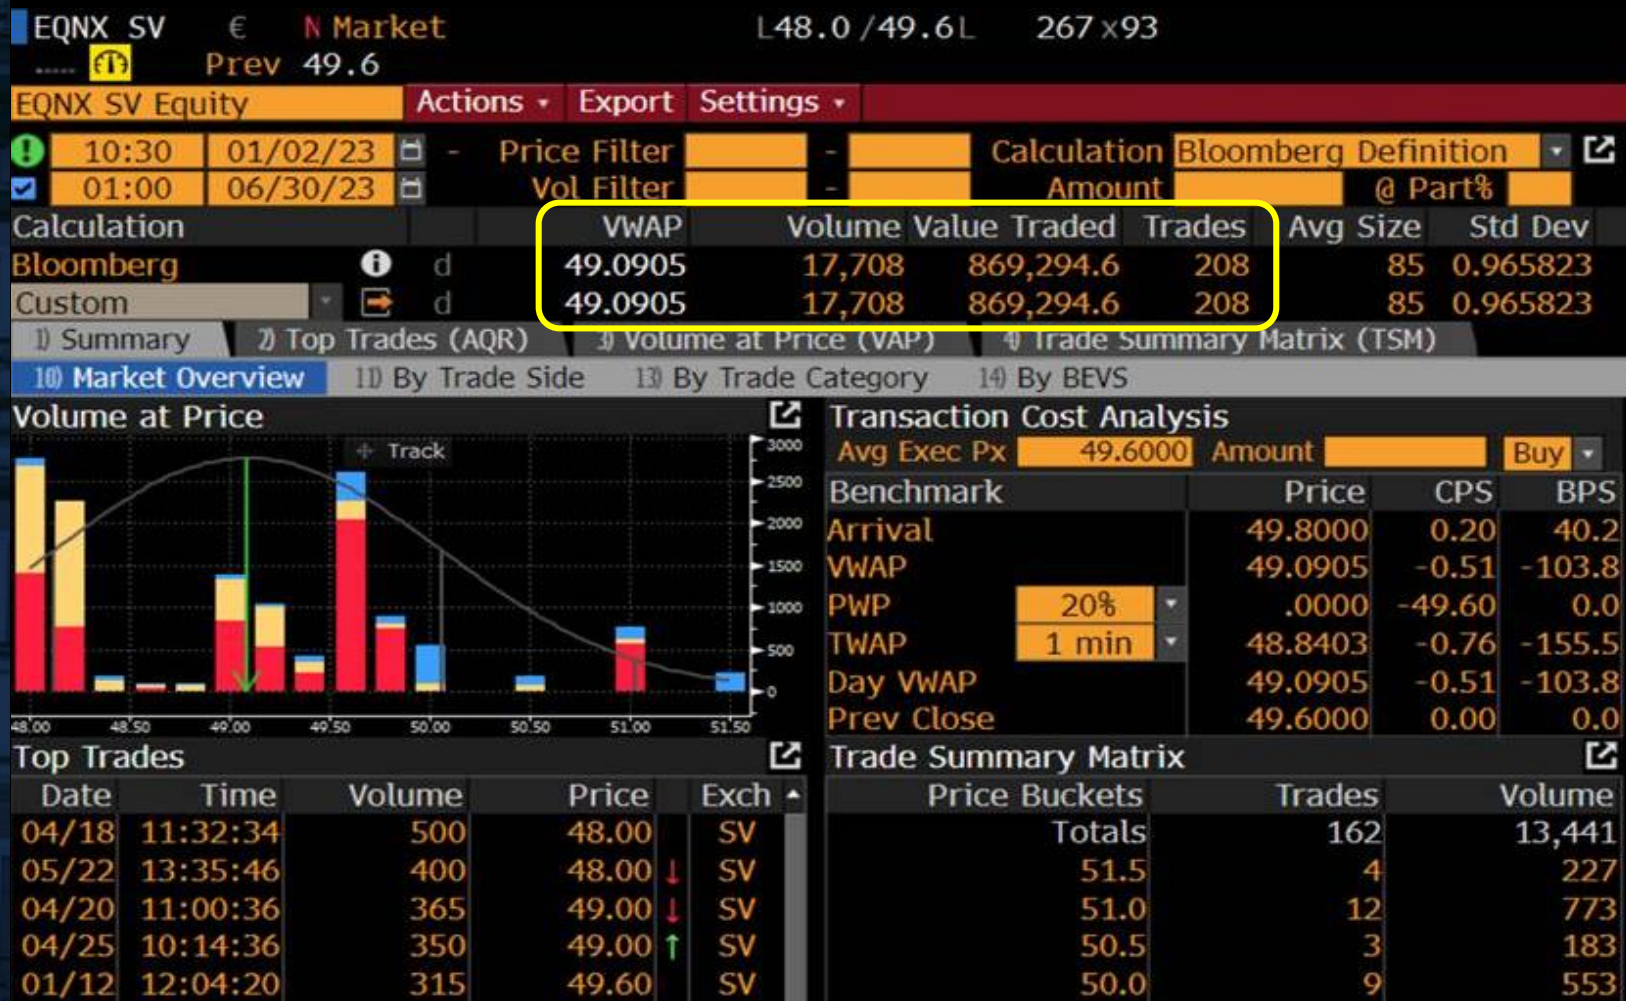 EQNX SV € N Market L48.0/49.6L 267x93
Prev 49.6
EQNX SV Equity Actions Export Settings
10:30 01/02/23 - Price Filter - Calculation Bloomberg Definition
01:00 06/30/23 Vol Filter - Amount @ Part%
Calculation VWAP Volume Value Traded Trades Avg Size Std Dev
Bloomberg d 49.0905 17,708 869,294.6 208 85 0.965823
Custom d 49.0905 17,708 869,294.6 208 85 0.965823
1) Summary 2) Top Trades (AQR) 3) Volume at Price (VAP) 4) Trade Summary Matrix (TSM)
10) Market Overview 11) By Trade Side 13) By Trade Category 14) By BEVS
Volume at Price
Track
3000
2500
2000
1500
1000
500
0
48.00 48.50 49.00 49.50 50.00 50.50 51.00 51.50
Transaction Cost Analysis
Avg Exec Px 49.6000 Amount Buy
Benchmark Price CPS BPS
Arrival 49.8000 0.20 40.2
VWAP 49.0905 -0.51 -103.8
PWP 20% .0000 -49.60 0.0
TWAP 1 min 48.8403 -0.76 -155.5
Day VWAP 49.0905 -0.51 -103.8
Prev Close 49.6000 0.00 0.0
Top Trades
Date Time Volume Price Exch
04/18 11:32:34 500 48.00 SV
05/22 13:35:46 400 48.00 ↓ SV
04/20 11:00:36 365 49.00 ↓ SV
04/25 10:14:36 350 49.00 ↑ SV
01/12 12:04:20 315 49.60 SV
Trade Summary Matrix
Price Buckets Trades Volume
Totals 162 13,441
51.5 4 227
51.0 12 773
50.5 3 183
50.0 9 553